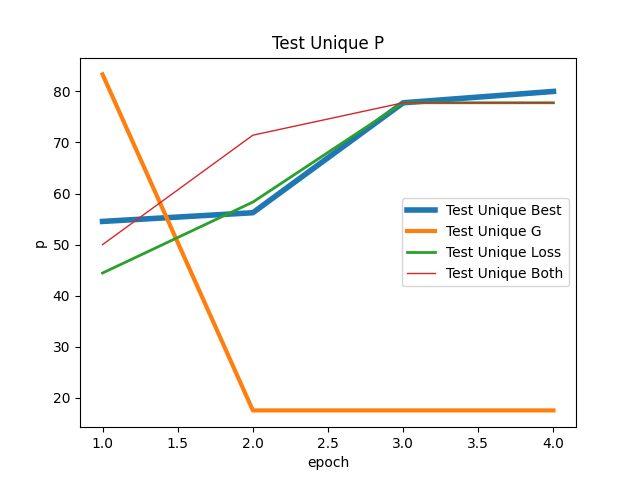 Test Unique P
80
70
60
50
40
30
20
p
1.0 1.5 2.0 2.5 3.0 3.5 4.0
epoch
Test Unique Best
Test Unique G
Test Unique Loss
Test Unique Both